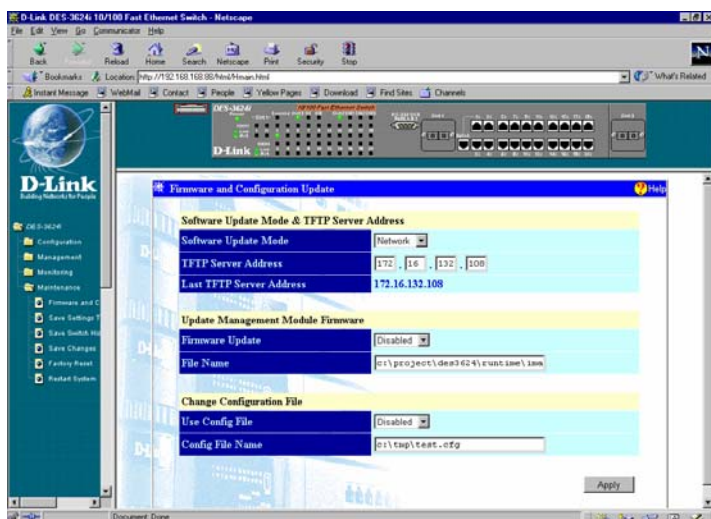 D-Link DES-3624i 10/100 Fast Ethernet Switch - Netscape
File Edit View Go Communicator Help
Back Reload Home Search Netscape Print Security Stop
Bookmarks Location: http://192.168.168.88/html/Hmain.html What's Related
Instant Message WebMail Contact People Yellow Pages Download Find Sites Channels
DES-3624i
D-Link
D-Link
Building Networks for People
Firmware and Configuration Update Help
Software Update Mode & TFTP Server Address
Software Update Mode Network
TFTP Server Address 172 . 16 . 132 . 108
Last TFTP Server Address 172.16.132.108
Update Management Module Firmware
Firmware Update Disabled
File Name c:\project\des3624\runtime\ima
Change Configuration File
Use Config File Disabled
Config File Name c:\tmp\test.cfg
Apply
DES-3624i
Configuration
Management
Monitoring
Maintenance
Firmware and C
Save Settings T
Save Switch His
Save Changes
Factory Reset
Restart System
Document: Done